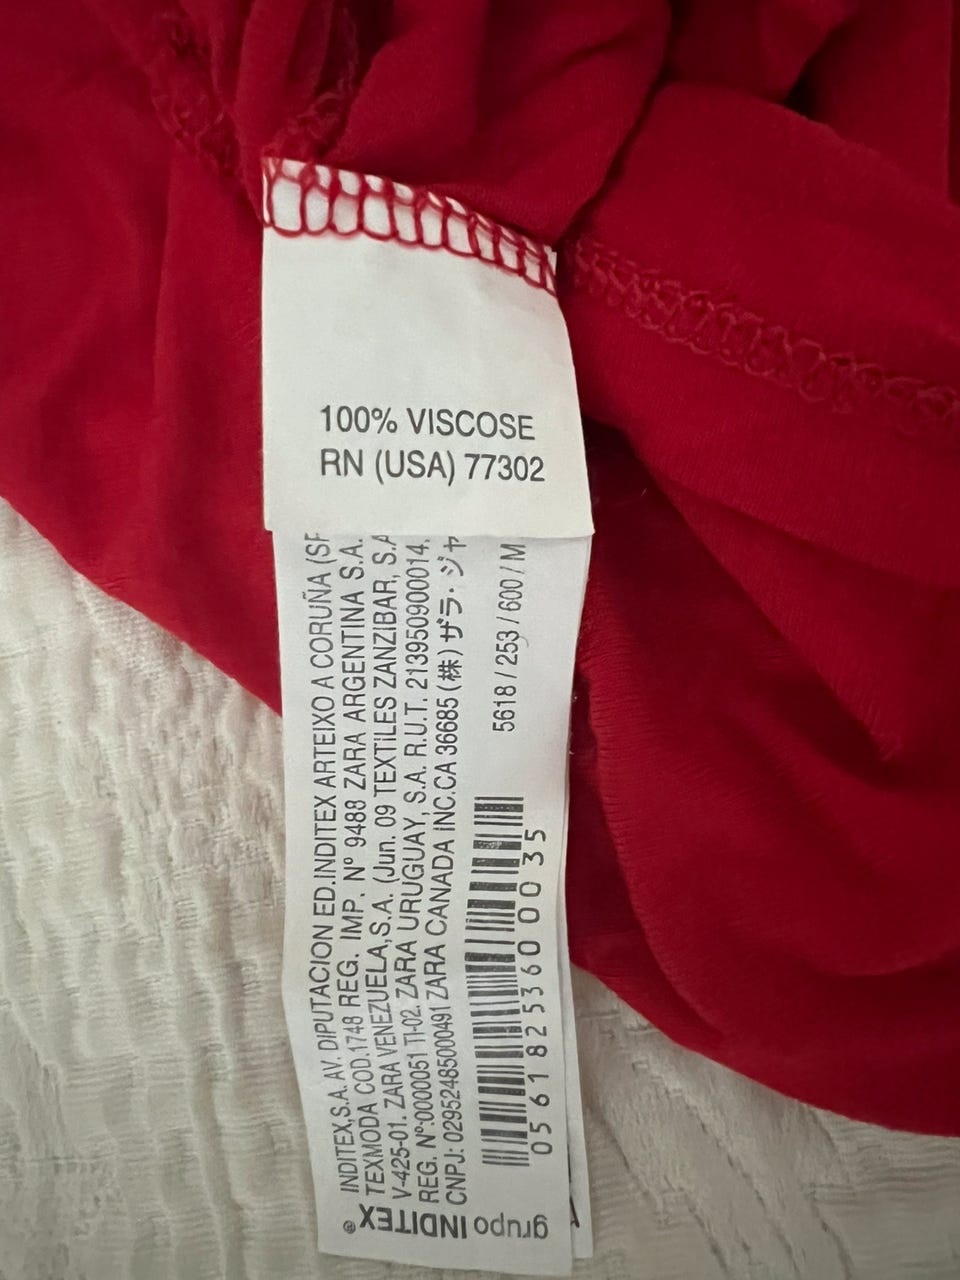 100% VISCOSE
RN (USA) 77302
INDITEX,S.A. AV. DIPUTACION ED.INDITEX ARTEIXO A CORUÑA (SP
TEXMODA COD.1748 REG. IMP. Nº 9488 ZARA ARGENTINA S.A.
V-425-01. ZARA VENEZUELA,S.A. (Jun. 09 TEXTILES ZANZIBAR, S.A
REG. Nº:0000051 TI-02. ZARA URUGUAY, S.A. R.U.T. 213950900014.
CNPJ: 02952485000491 ZARA CANADA INC.CA 36685 (株) ザラ・ジャ
5618 / 253 / 600 / M
05618253600035
grupo INDITEX®